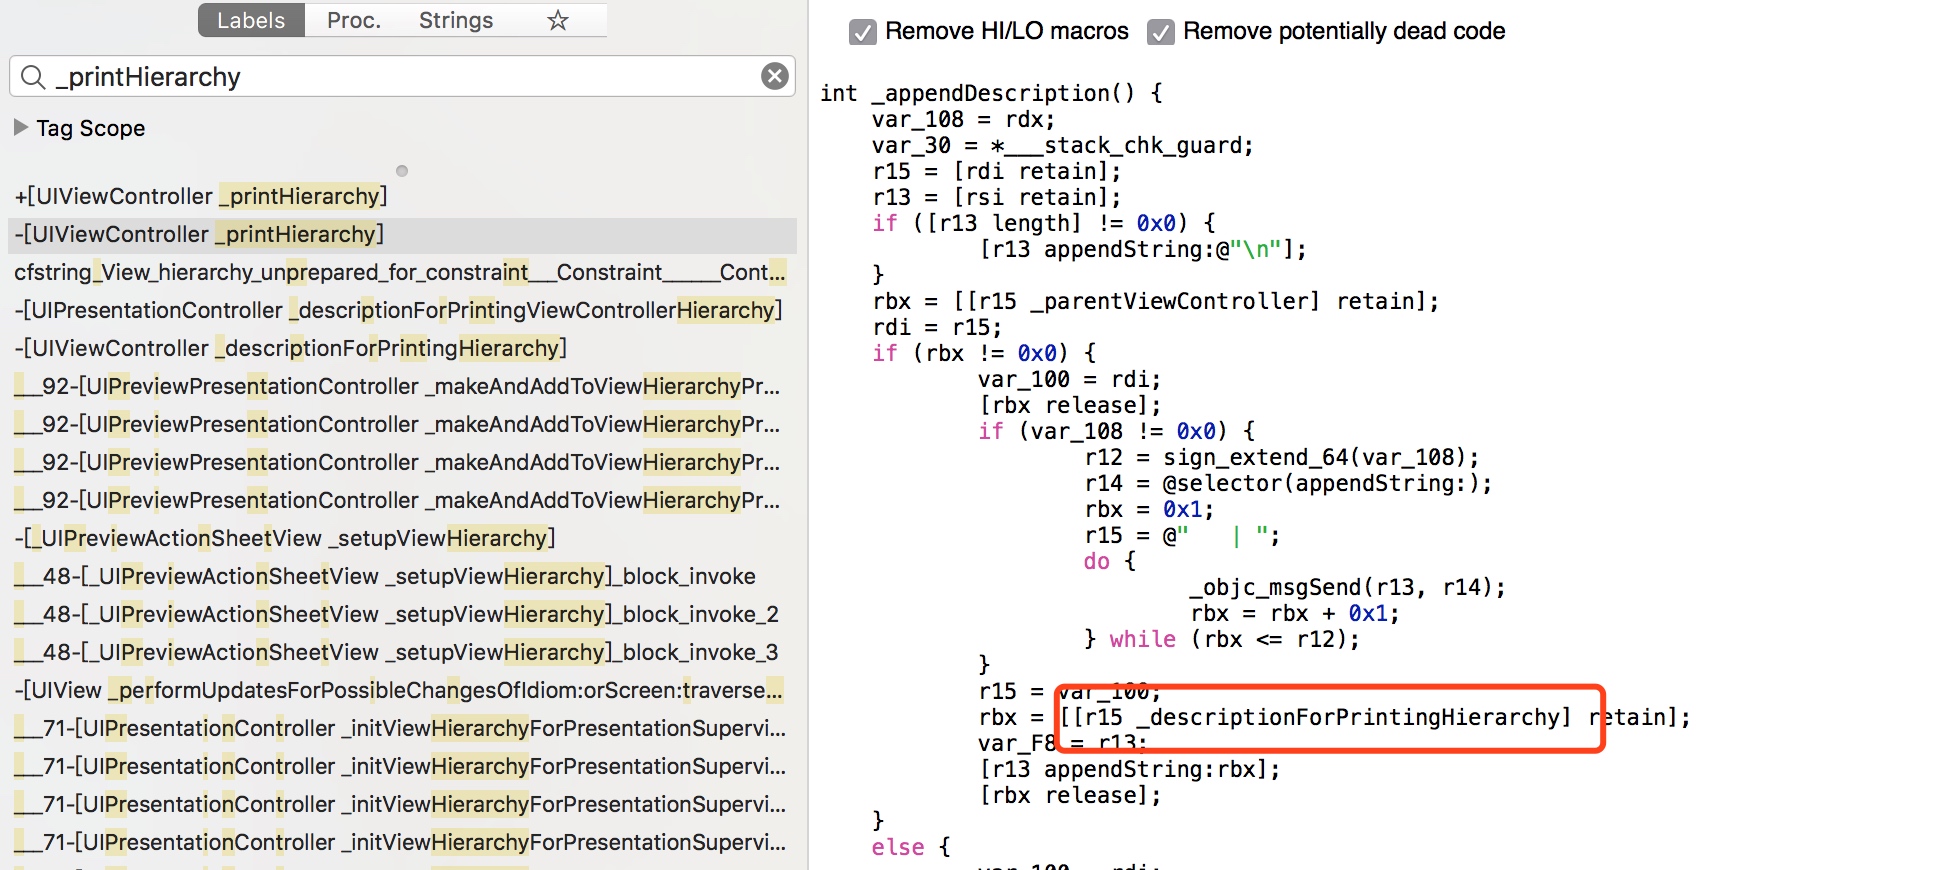 Labels Proc. Strings ☆
_printHierarchy
Tag Scope
+[UIViewController _printHierarchy]
-[UIViewController _printHierarchy]
cfstring_View_hierarchy_unprepared_for_constraint___Constraint______Cont...
-[UIPresentationController _descriptionForPrintingViewControllerHierarchy]
-[UIViewController _descriptionForPrintingHierarchy]
___92-[UIPreviewPresentationController _makeAndAddToViewHierarchyPr...
___92-[UIPreviewPresentationController _makeAndAddToViewHierarchyPr...
___92-[UIPreviewPresentationController _makeAndAddToViewHierarchyPr...
___92-[UIPreviewPresentationController _makeAndAddToViewHierarchyPr...
-[_UIPreviewActionSheetView _setupViewHierarchy]
___48-[_UIPreviewActionSheetView _setupViewHierarchy]_block_invoke
___48-[_UIPreviewActionSheetView _setupViewHierarchy]_block_invoke_2
___48-[_UIPreviewActionSheetView _setupViewHierarchy]_block_invoke_3
-[UIView _performUpdatesForPossibleChangesOfIdiom:orScreen:traverse...
___71-[UIPresentationController _initViewHierarchyForPresentationSupervi...
___71-[UIPresentationController _initViewHierarchyForPresentationSupervi...
___71-[UIPresentationController _initViewHierarchyForPresentationSupervi...
___71-[UIPresentationController _initViewHierarchyForPresentationSupervi...
Remove HI/LO macros Remove potentially dead code
int _appendDescription() {
var_108 = rdx;
var_30 = *___stack_chk_guard;
r15 = [rdi retain];
r13 = [rsi retain];
if ([r13 length] != 0x0) {
[r13 appendString:@"\n"];
}
rbx = [[r15 _parentViewController] retain];
rdi = r15;
if (rbx != 0x0) {
var_100 = rdi;
[rbx release];
if (var_108 != 0x0) {
r12 = sign_extend_64(var_108);
r14 = @selector(appendString:);
rbx = 0x1;
r15 = @"   | ";
do {
_objc_msgSend(r13, r14);
rbx = rbx + 0x1;
} while (rbx <= r12);
}
r15 = var_100;
rbx = [[r15 _descriptionForPrintingHierarchy] retain];
var_F8 = r13;
[r13 appendString:rbx];
[rbx release];
}
else {